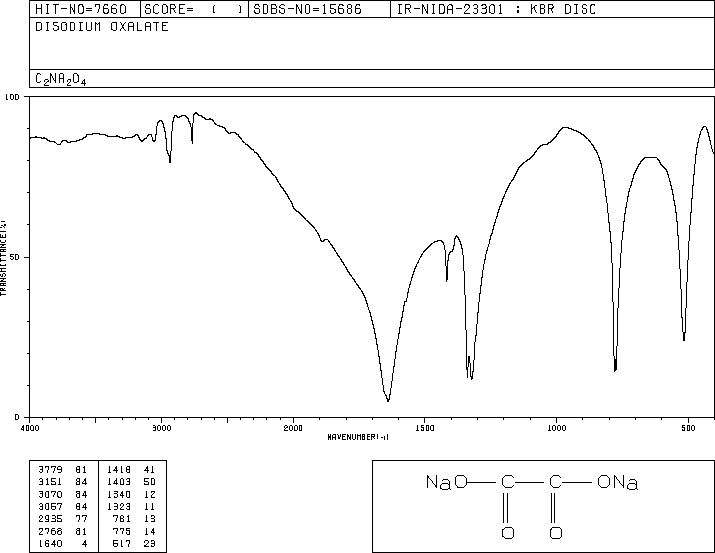 HIT-NO=7660 SCORE= ( ) SDBS-NO=15686 IR-NIDA-23301 : KBR DISC
DISODIUM OXALATE
C2NA2O4
100
TRANSMITTANCE(%)
50
0
4000 3000 2000 1500 1000 500
WAVENUMBER(-1)
3779 81 1418 41
3151 84 1403 50
3070 84 1340 12
3057 84 1323 11
2935 77 781 13
2766 81 775 14
1640 4 517 23
NaO C C ONa
O O